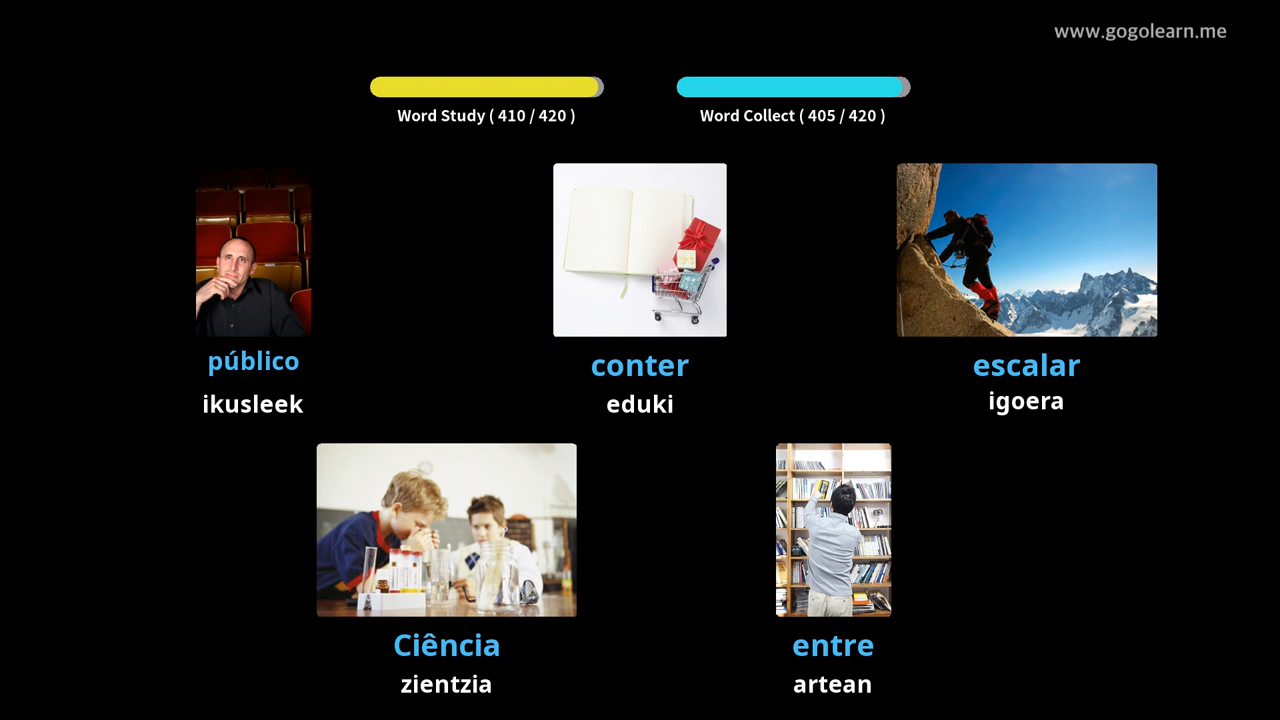 www.gogolearn.me
Word Study ( 410 / 420 )
Word Collect ( 405 / 420 )
público
ikusleek
conter
eduki
escalar
igoera
Ciência
zientzia
entre
artean